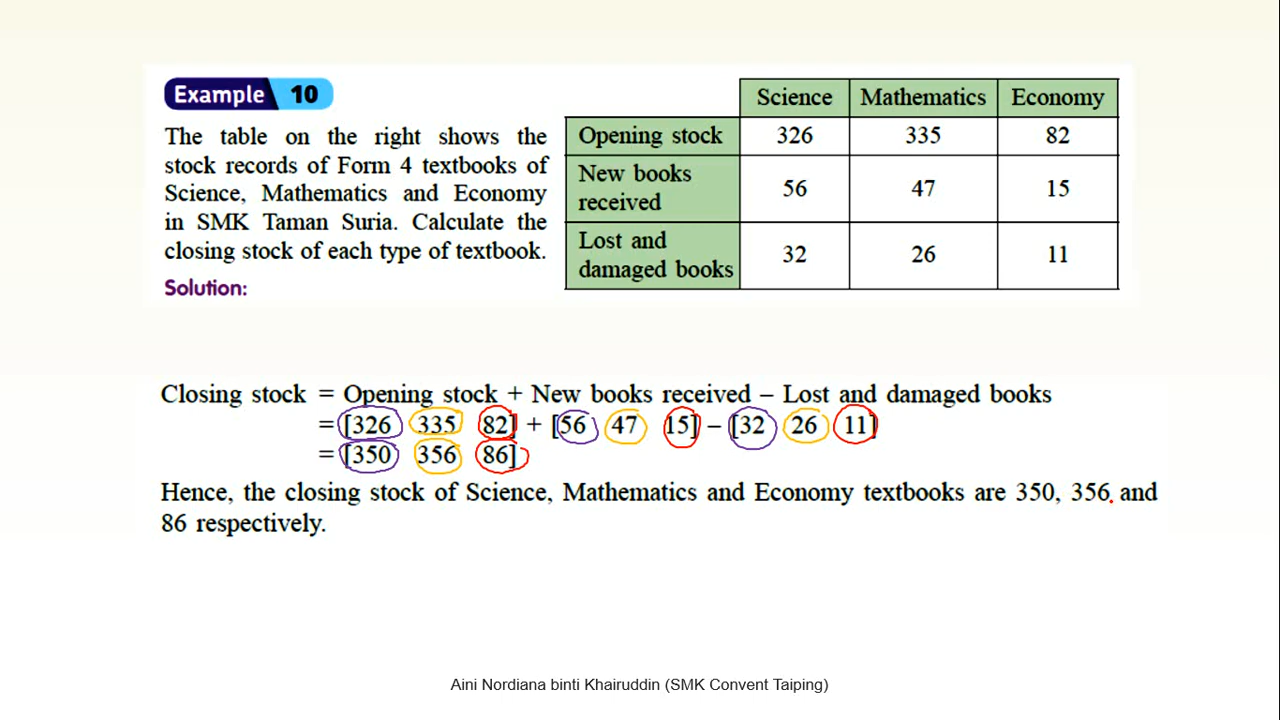 Example 10
The table on the right shows the
stock records of Form 4 textbooks of
Science, Mathematics and Economy
in SMK Taman Suria. Calculate the
closing stock of each type of textbook.
Solution:
Science Mathematics Economy
Opening stock 326 335 82
New books
received 56 47 15
Lost and
damaged books 32 26 11
Closing stock = Opening stock + New books received – Lost and damaged books
= [326 335 82] + [56 47 15] – [32 26 11]
= [350 356 86]
Hence, the closing stock of Science, Mathematics and Economy textbooks are 350, 356 and
86 respectively.
Aini Nordiana binti Khairuddin (SMK Convent Taiping)